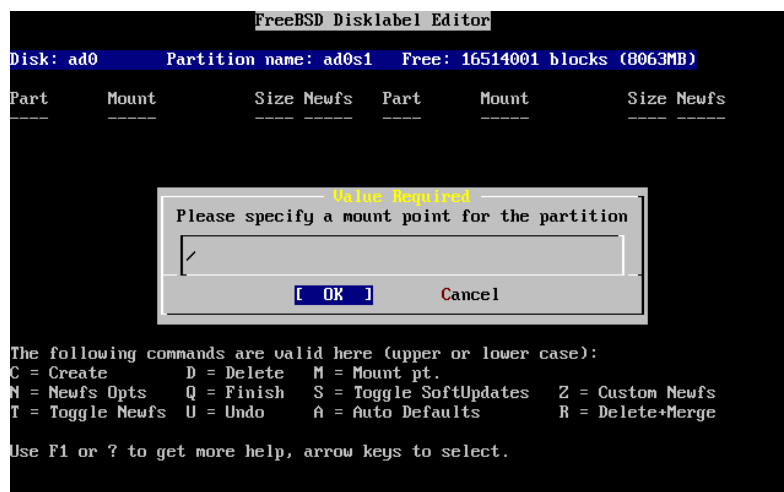 FreeBSD Disklabel Editor
Disk: ad0 Partition name: ad0s1 Free: 16514001 blocks (8063MB)
Part Mount Size Newfs Part Mount Size Newfs
---- ----- ---- ----- ---- ----- ---- -----
Value Required
Please specify a mount point for the partition
/
[ OK ] Cancel
The following commands are valid here (upper or lower case):
C = Create D = Delete M = Mount pt.
N = Newfs Opts Q = Finish S = Toggle SoftUpdates Z = Custom Newfs
T = Toggle Newfs U = Undo A = Auto Defaults R = Delete+Merge
Use F1 or ? to get more help, arrow keys to select.